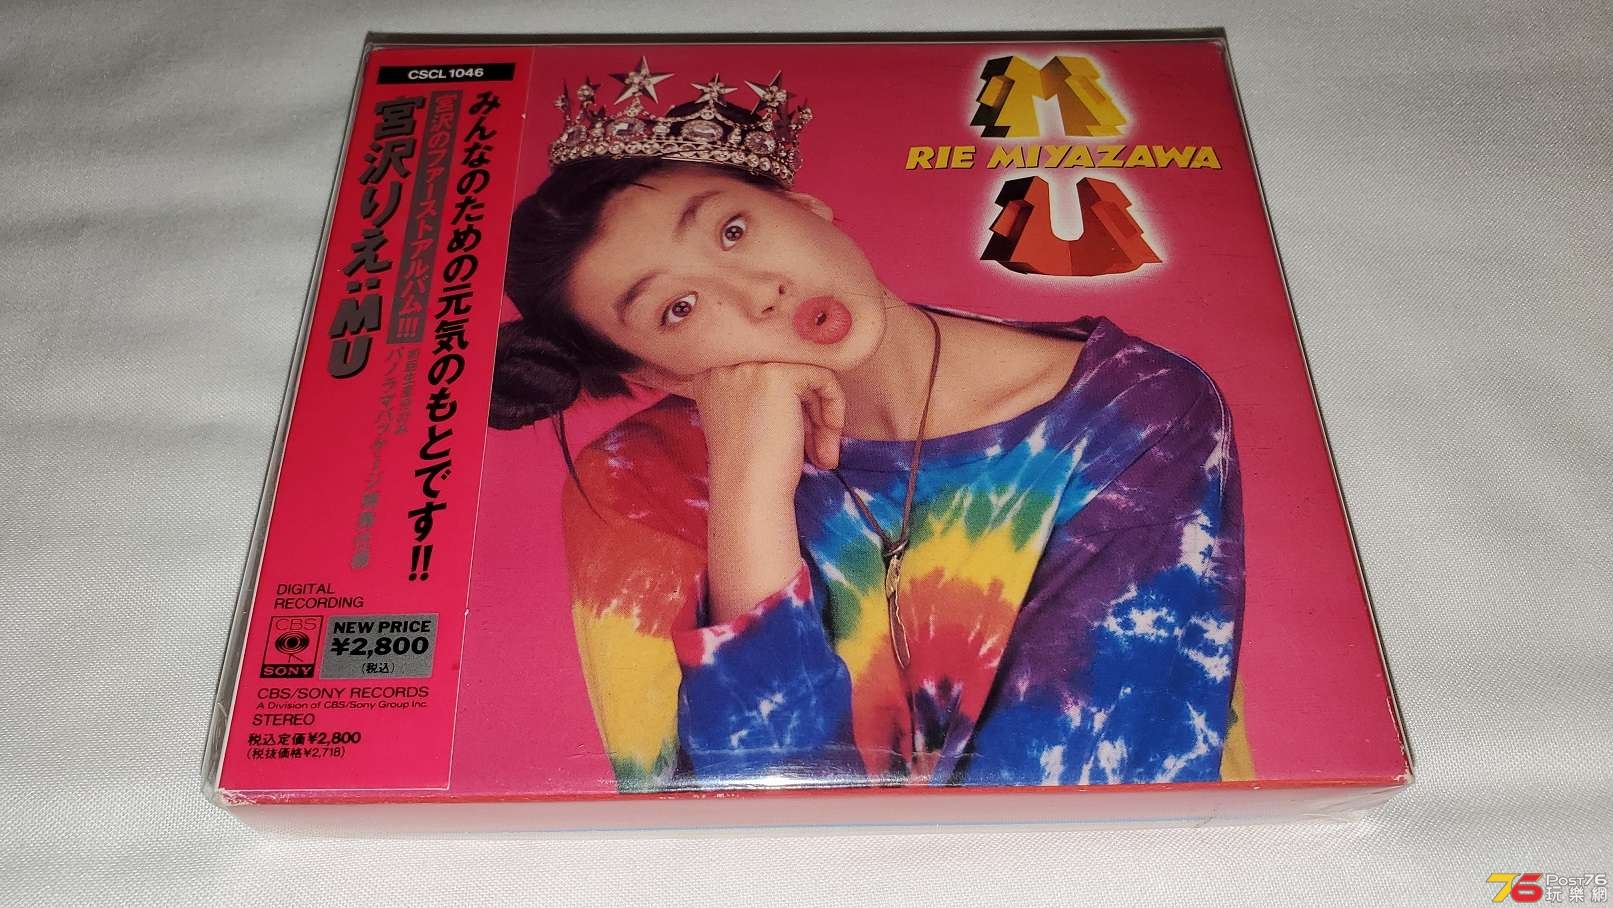 CSCL 1046
みんなのための元気のもとです!!
宮沢のファーストアルバム!!!
宮沢りえ:MU
DIGITAL
RECORDING
CBS
SONY
NEW PRICE
¥2,800
(税込)
CBS/SONY RECORDS
A Division of CBS/Sony Group Inc.
STEREO
税込定価¥2,800
(税抜価格¥2,718)
M
RIE MIYAZAWA
U
76 POST76
玩樂網